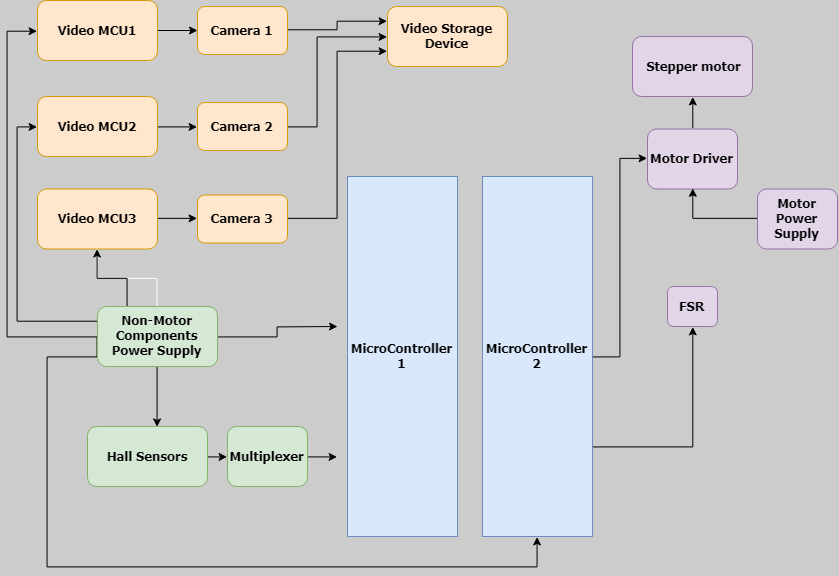 Video MCU1
Camera 1
Video Storage
Device
Stepper motor
Video MCU2
Camera 2
Motor Driver
Video MCU3
Camera 3
Motor
Power
Supply
Non-Motor
Components
Power Supply
FSR
MicroController
1
MicroController
2
Hall Sensors
Multiplexer